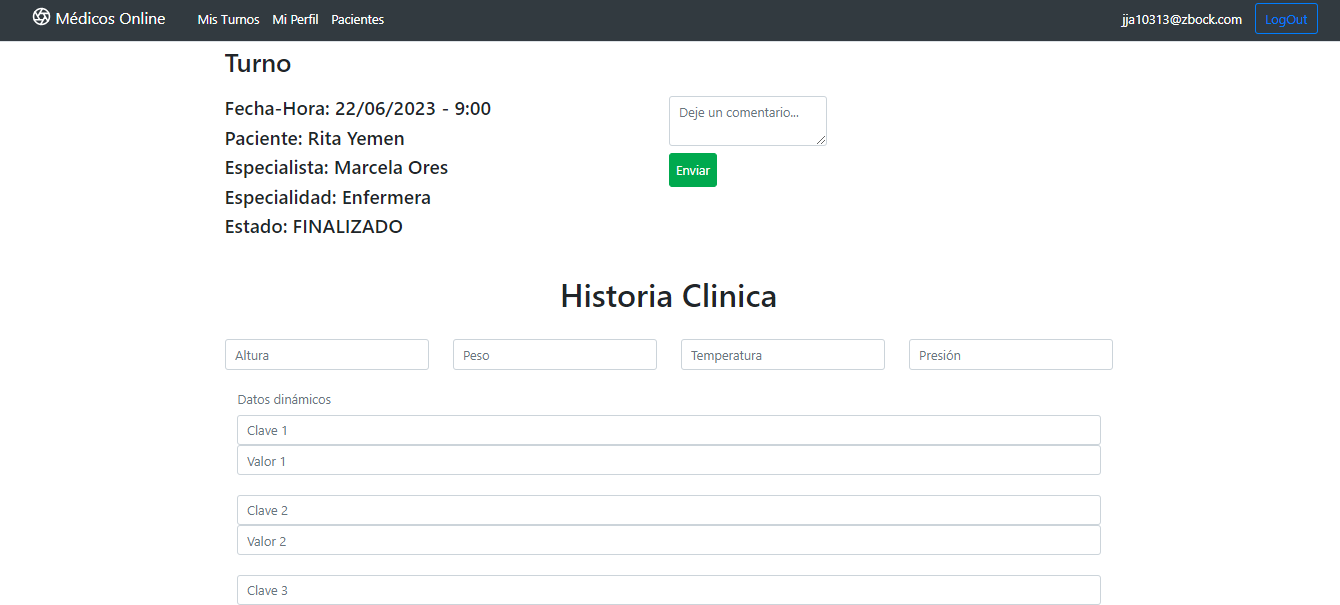 Médicos Online Mis Turnos Mi Perfil Pacientes jja10313@zbock.com LogOut
Turno
Fecha-Hora: 22/06/2023 - 9:00
Paciente: Rita Yemen
Especialista: Marcela Ores
Especialidad: Enfermera
Estado: FINALIZADO
Deje un comentario...
Enviar
Historia Clinica
Altura Peso Temperatura Presión
Datos dinámicos
Clave 1
Valor 1
Clave 2
Valor 2
Clave 3